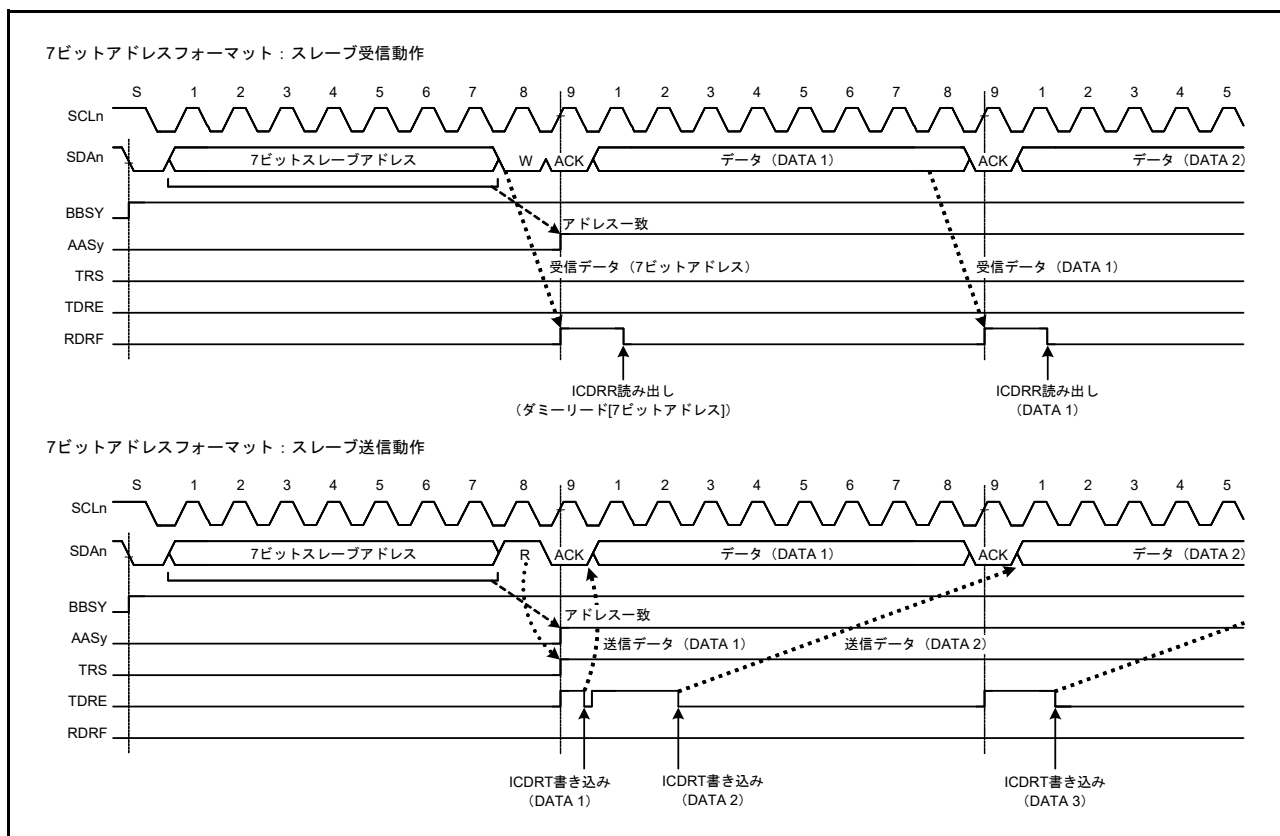 7ビットアドレスフォーマット：スレーブ受信動作
S 1 2 3 4 5 6 7 8 9 1 2 3 4 5 6 7 8 9 1 2 3 4 5
SCLn
SDAn 7ビットスレーブアドレス W ACK データ（DATA 1） ACK データ（DATA 2）
BBSY
アドレス一致
AASy
受信データ（7ビットアドレス） 受信データ（DATA 1）
TRS
TDRE
RDRF
ICDRR読み出し ICDRR読み出し
（ダミーリード[7ビットアドレス]） （DATA 1）
7ビットアドレスフォーマット：スレーブ送信動作
S 1 2 3 4 5 6 7 8 9 1 2 3 4 5 6 7 8 9 1 2 3 4 5
SCLn
SDAn 7ビットスレーブアドレス R ACK データ（DATA 1） ACK データ（DATA 2）
BBSY
アドレス一致
AASy
送信データ（DATA 1） 送信データ（DATA 2）
TRS
TDRE
RDRF
ICDRT書き込み ICDRT書き込み ICDRT書き込み
（DATA 1） （DATA 2） （DATA 3）